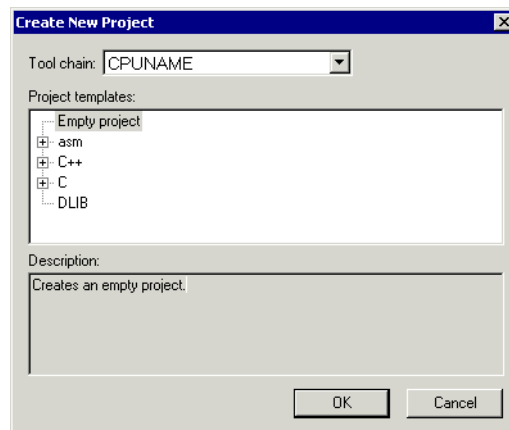 Create New Project
Tool chain: CPUNAME
Project templates:
Empty project
asm
C++
C
DLIB
Description:
Creates an empty project.
OK Cancel